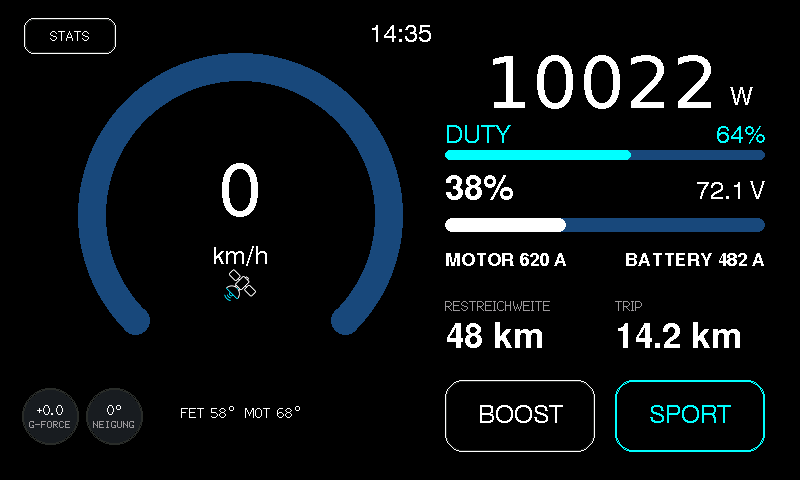 STATS
14:35
10022 W
DUTY 64%
38% 72.1 V
MOTOR 620 A BATTERY 482 A
0
km/h
RESTREICHWEITE TRIP
48 km 14.2 km
+0.0
G-FORCE
0°
NEIGUNG
FET 58° MOT 68°
BOOST SPORT